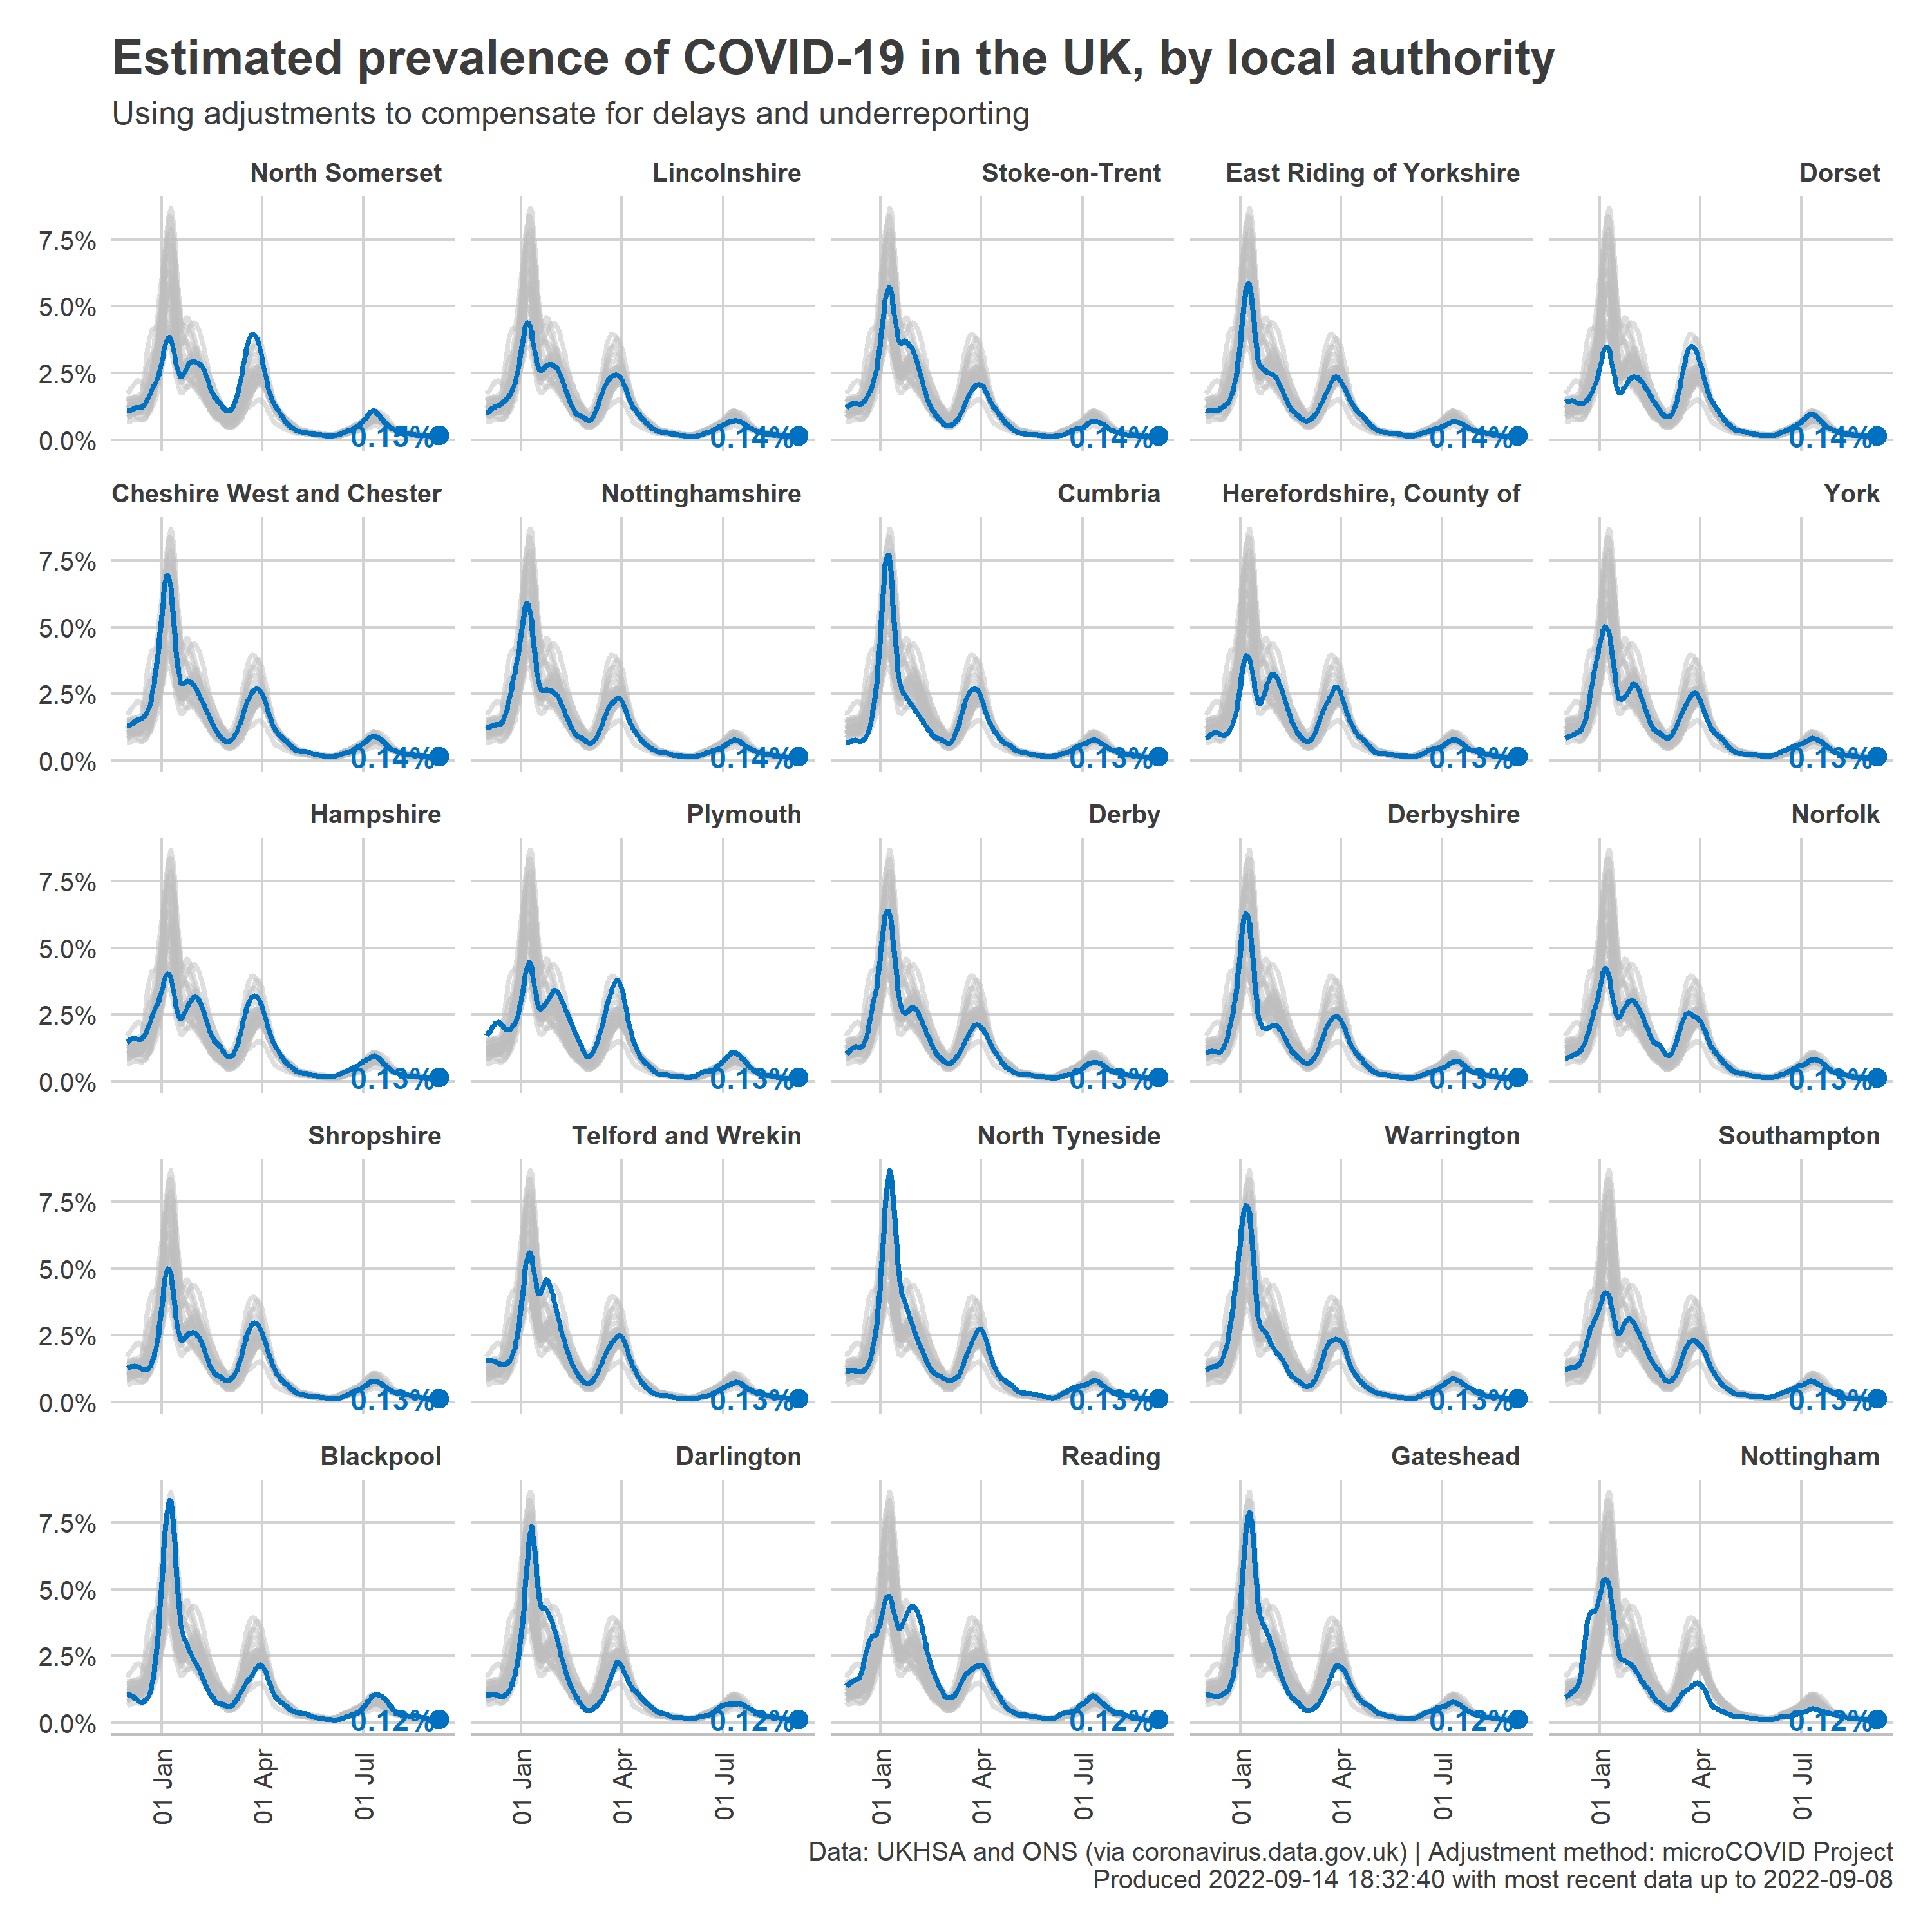 Estimated prevalence of COVID-19 in the UK, by local authority
Using adjustments to compensate for delays and underreporting
North Somerset
Lincolnshire
Stoke-on-Trent
East Riding of Yorkshire
Dorset
7.5%
5.0%
2.5%
0.0%
0.15%
0.14%
0.14%
0.14%
0.14%
Cheshire West and Chester
Nottinghamshire
Cumbria
Herefordshire, County of
York
7.5%
5.0%
2.5%
0.0%
0.14%
0.14%
0.13%
0.13%
0.13%
Hampshire
Plymouth
Derby
Derbyshire
Norfolk
7.5%
5.0%
2.5%
0.0%
0.13%
0.13%
0.13%
0.13%
0.13%
Shropshire
Telford and Wrekin
North Tyneside
Warrington
Southampton
7.5%
5.0%
2.5%
0.0%
0.13%
0.13%
0.13%
0.13%
0.13%
Blackpool
Darlington
Reading
Gateshead
Nottingham
7.5%
5.0%
2.5%
0.0%
0.12%
0.12%
0.12%
0.12%
0.12%
01 Jan
01 Apr
01 Jul
01 Jan
01 Apr
01 Jul
01 Jan
01 Apr
01 Jul
01 Jan
01 Apr
01 Jul
01 Jan
01 Apr
01 Jul
Data: UKHSA and ONS (via coronavirus.data.gov.uk) | Adjustment method: microCOVID Project
Produced 2022-09-14 18:32:40 with most recent data up to 2022-09-08